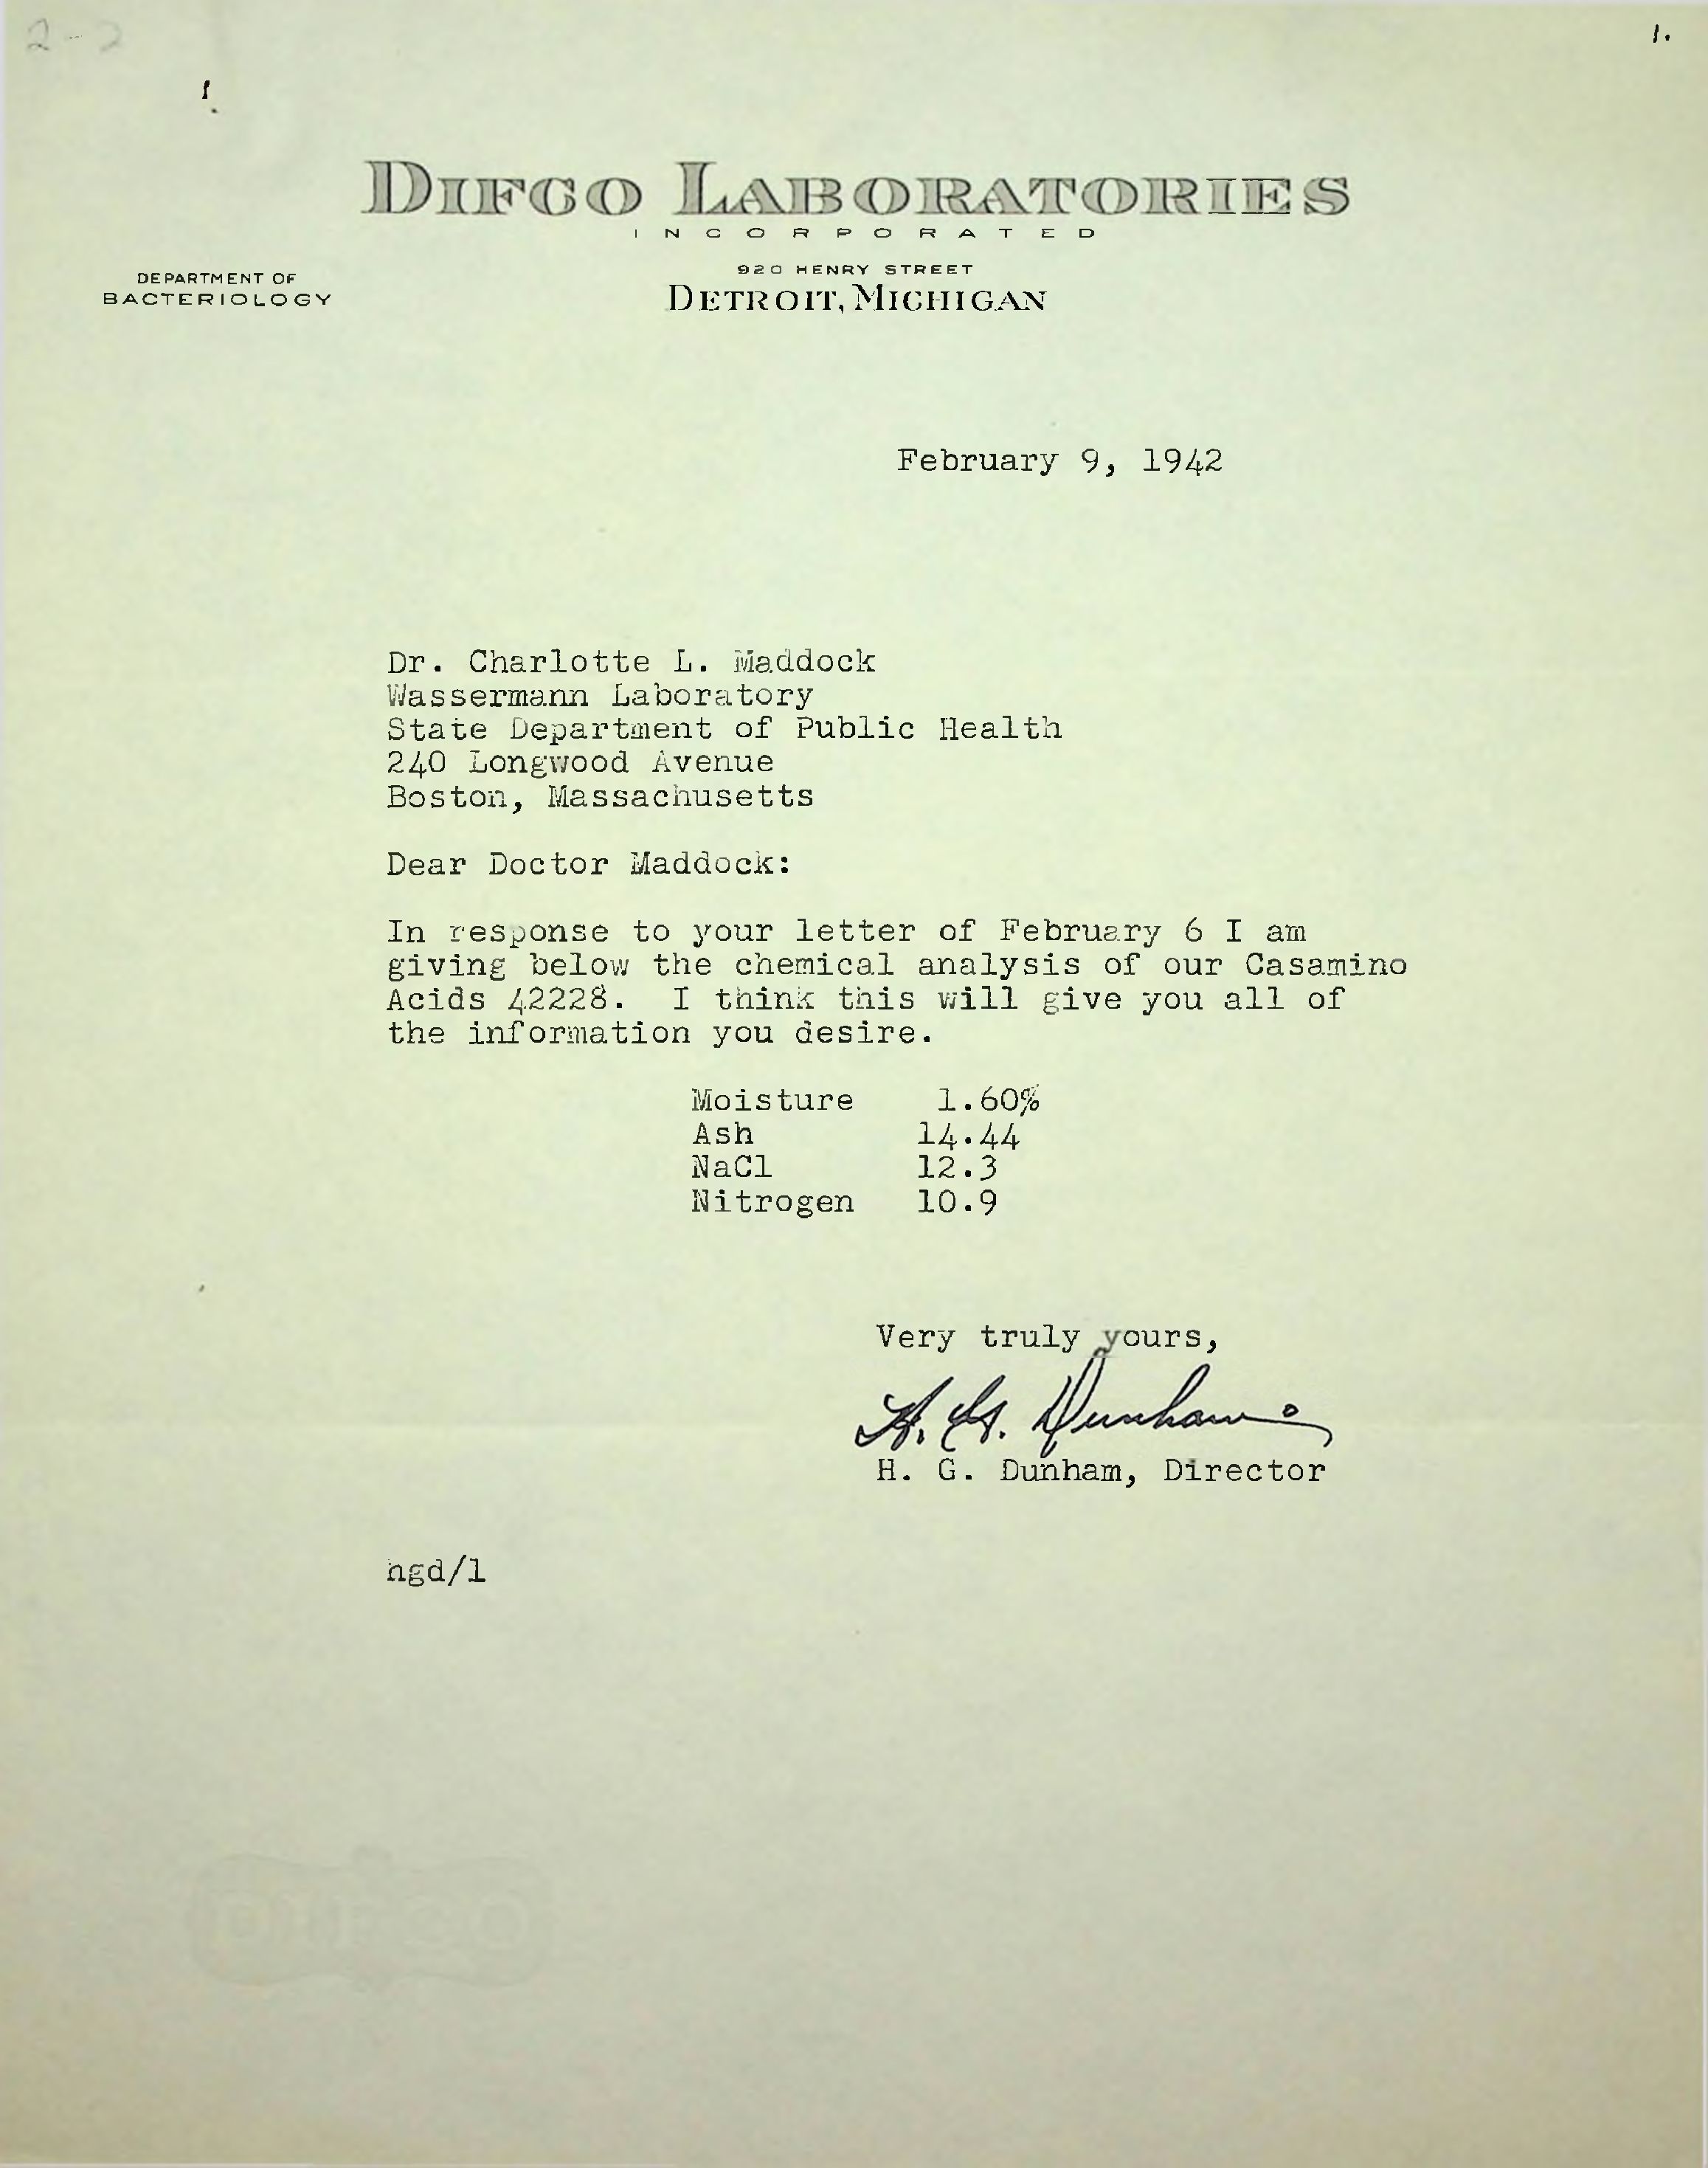 2-2
1.
DIFCO LABORATORIES
INCORPORATED
DEPARTMENT OF
BACTERIOLOGY
920 HENRY STREET
DETROIT, MICHIGAN
February 9, 1942
Dr. Charlotte L. Maddock
Wassermann Laboratory
State Department of Public Health
240 Longwood Avenue
Boston, Massachusetts
Dear Doctor Maddock:
In response to your letter of February 6 I am
giving below the chemical analysis of our Casamino
Acids 42228.  I think this will give you all of
the information you desire.
Moisture 1.60%
Ash 14.44
NaCl 12.3
Nitrogen 10.9
Very truly yours,
H. G. Dunham
H. G. Dunham, Director
hgd/l
DIFCO